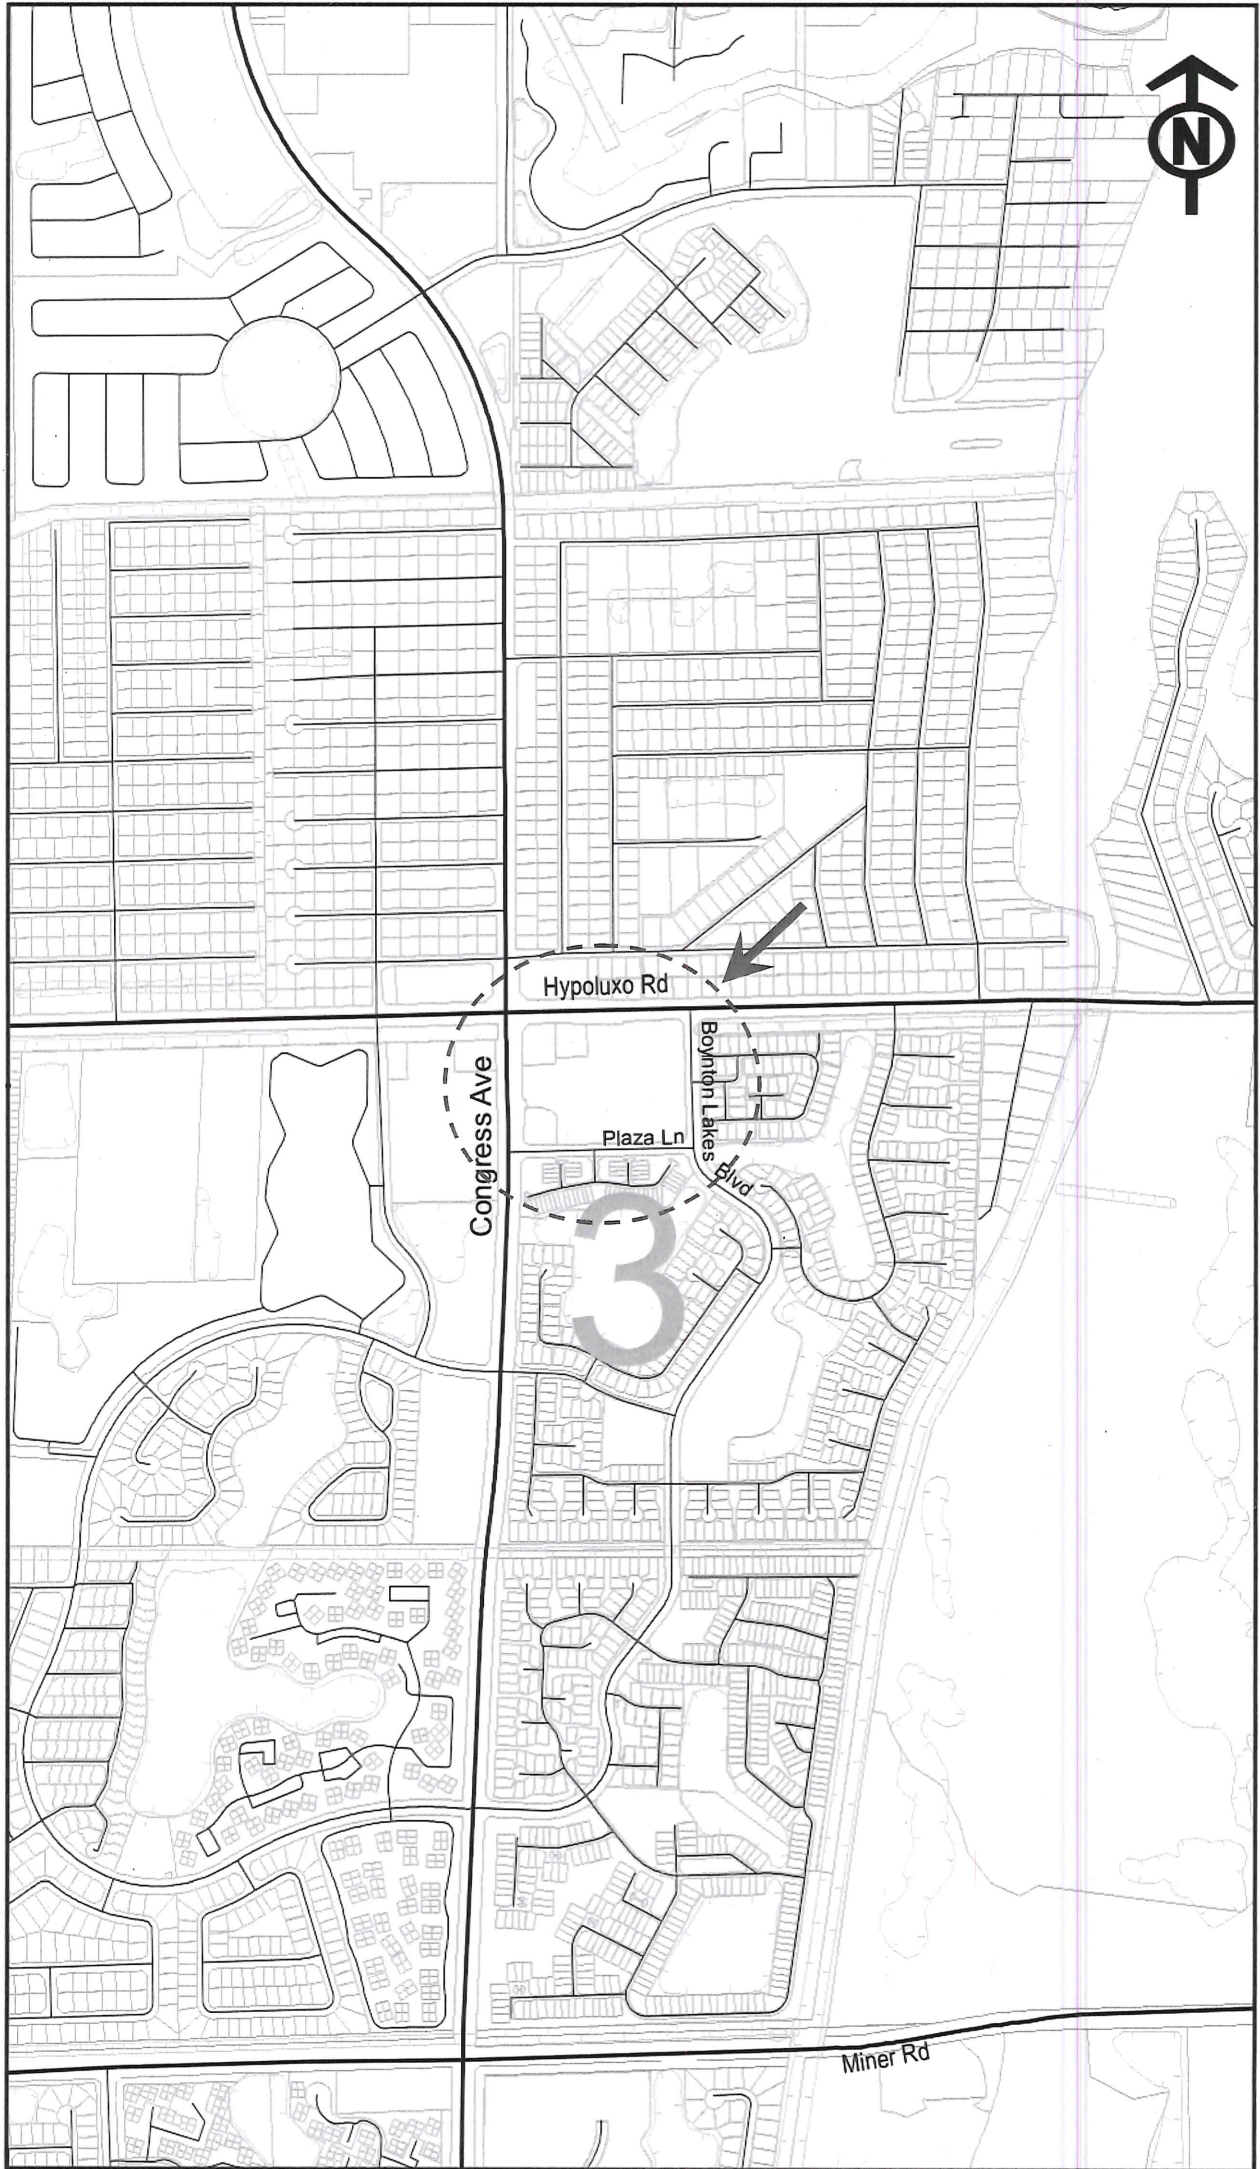 N
Hypoluxo Rd
Boynton Lakes
Blvd
Congress Ave
Plaza Ln
3
Miner Rd